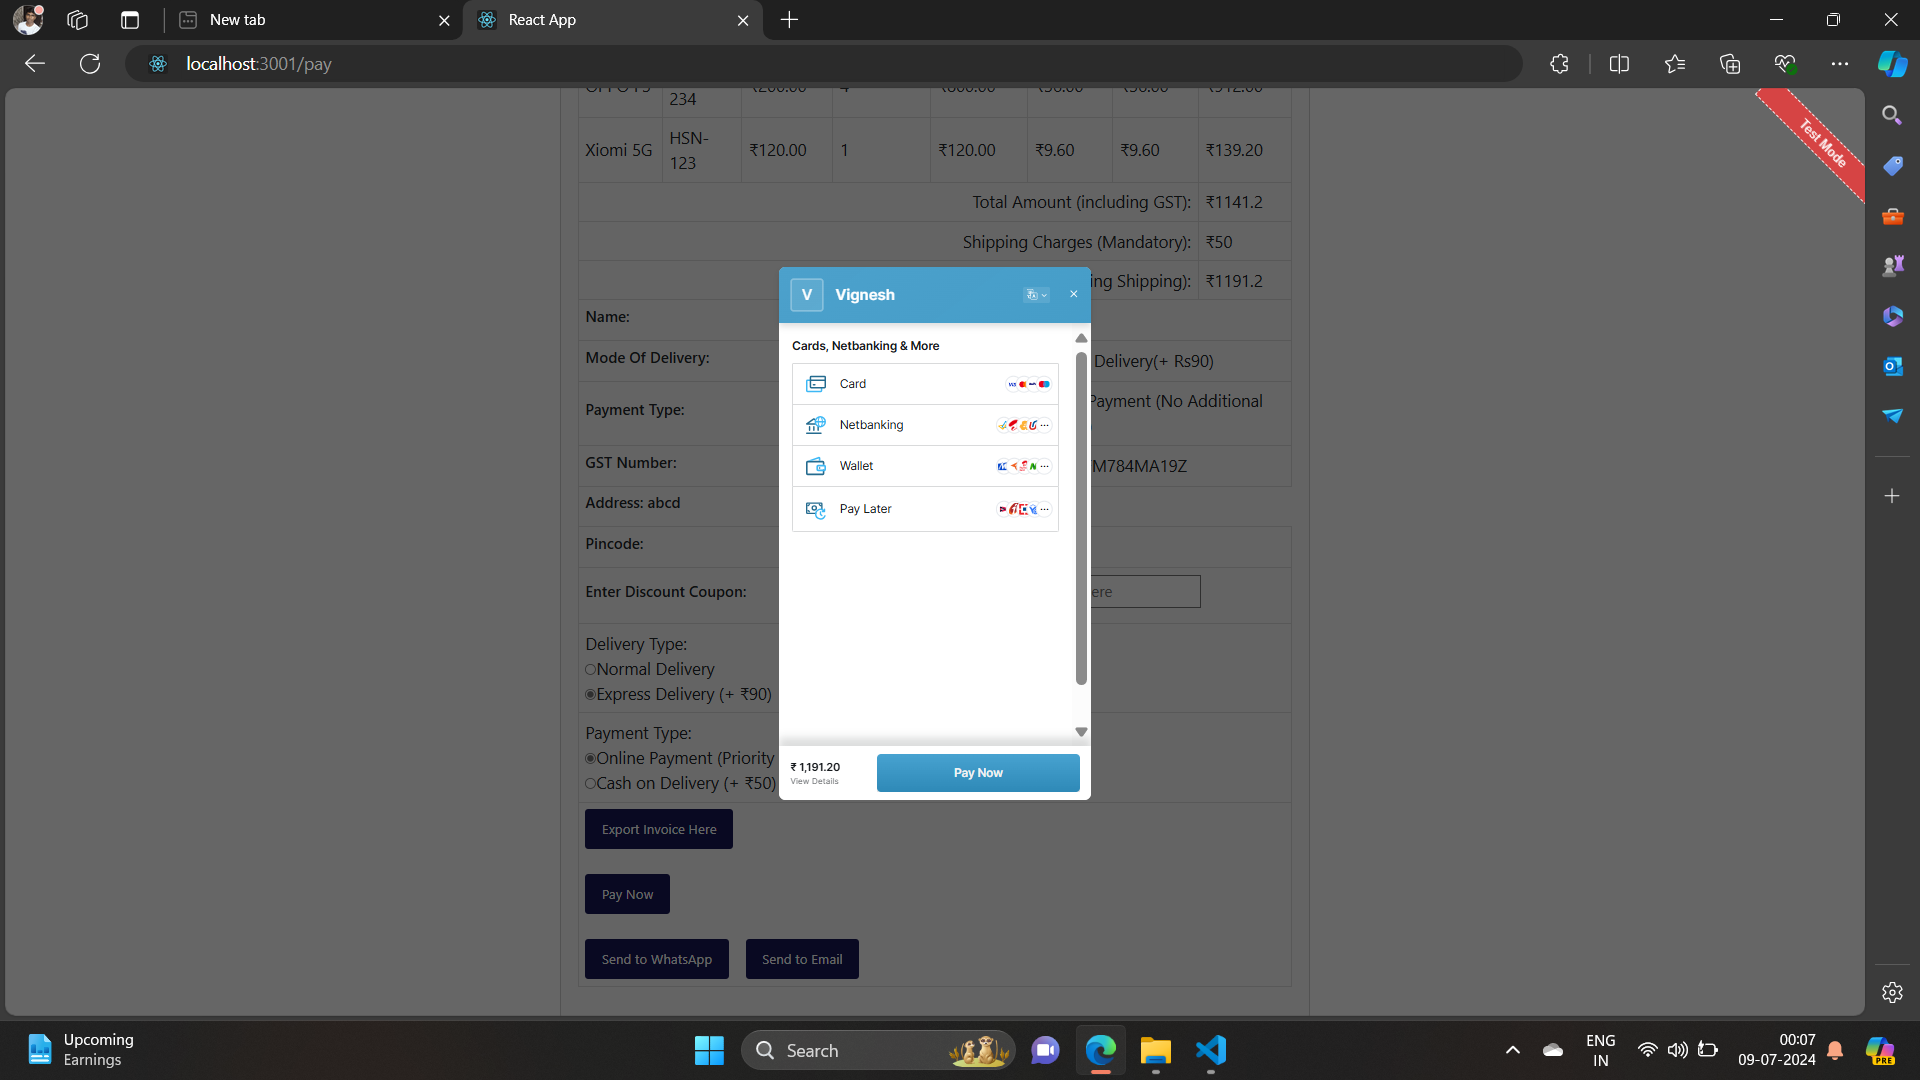 New tab
React App
localhost:3001/pay
Test Mode
234
Xiomi 5G
HSN-
123
₹120.00
1
₹120.00
₹9.60
₹9.60
₹139.20
Total Amount (including GST):
₹1141.2
Shipping Charges (Mandatory):
₹50
ing Shipping):
₹1191.2
Name:
Mode Of Delivery:
Delivery(+ Rs90)
Payment Type:
Payment (No Additional
GST Number:
M784MA19Z
Address: abcd
Pincode:
Enter Discount Coupon:
ere
Delivery Type:
Normal Delivery
Express Delivery (+ ₹90)
Payment Type:
Online Payment (Priority
Cash on Delivery (+ ₹50)
Export Invoice Here
Pay Now
Send to WhatsApp
Send to Email
V
Vignesh
Cards, Netbanking & More
Card
Netbanking
Wallet
Pay Later
₹ 1,191.20
View Details
Pay Now
Upcoming
Earnings
Search
ENG
IN
00:07
09-07-2024
PRE